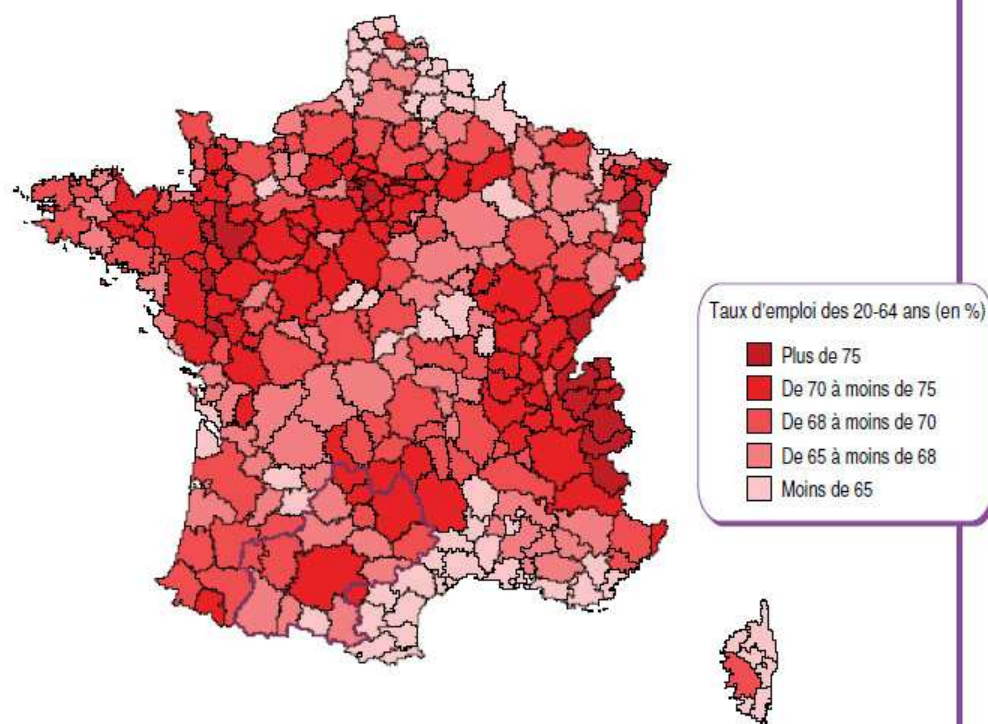 Taux d'emploi des 20-64 ans (en %)
Plus de 75
De 70 à moins de 75
De 68 à moins de 70
De 65 à moins de 68
Moins de 65